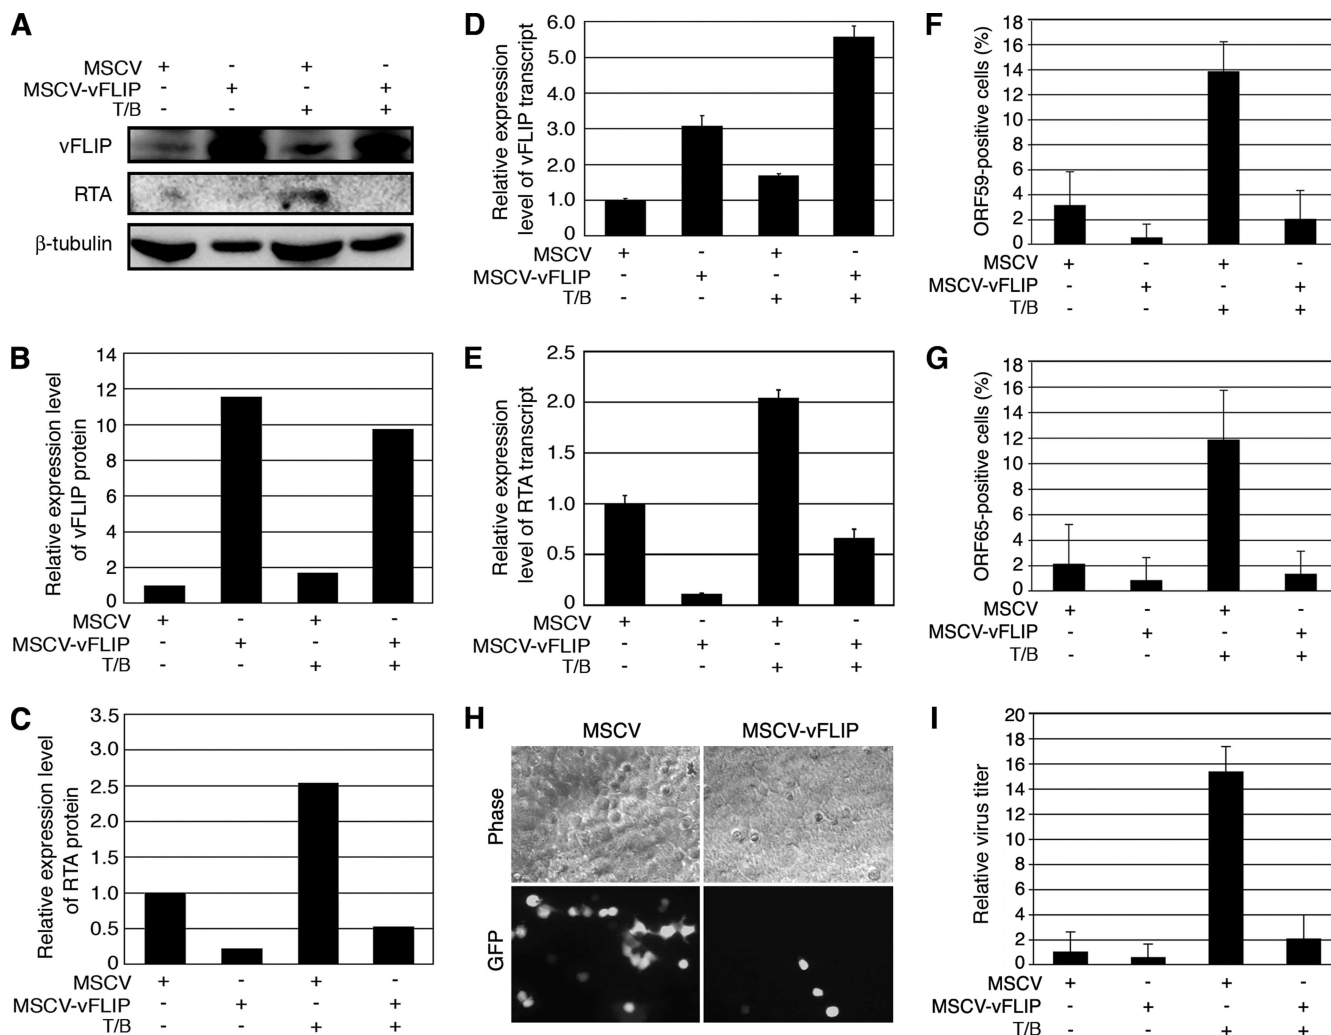 A
MSCV + - + -
MSCV-vFLIP - + - +
T/B - - + +
vFLIP
RTA
β-tubulin
B
Relative expression level
of vFLIP protein
14
12
10
8
6
4
2
0
MSCV + - + -
MSCV-vFLIP - + - +
T/B - - + +
C
Relative expression level
of RTA protein
3.5
3.0
2.5
2.0
1.5
1.0
0.5
0
MSCV + - + -
MSCV-vFLIP - + - +
T/B - - + +
D
Relative expression
level of vFLIP transcript
6.0
5.0
4.0
3.0
2.0
1.0
0.0
MSCV + - + -
MSCV-vFLIP - + - +
T/B - - + +
E
Relative expression
level of RTA transcript
2.5
2.0
1.5
1.0
0.5
0
MSCV + - + -
MSCV-vFLIP - + - +
T/B - - + +
H
MSCV MSCV-vFLIP
Phase
GFP
F
ORF59-positive cells (%)
18
16
14
12
10
8
6
4
2
0
MSCV + - + -
MSCV-vFLIP - + - +
T/B - - + +
G
ORF65-positive cells (%)
18
16
14
12
10
8
6
4
2
0
MSCV + - + -
MSCV-vFLIP - + - +
T/B - - + +
I
Relative virus titer
20
18
16
14
12
10
8
6
4
2
0
MSCV + - + -
MSCV-vFLIP - + - +
T/B - - + +